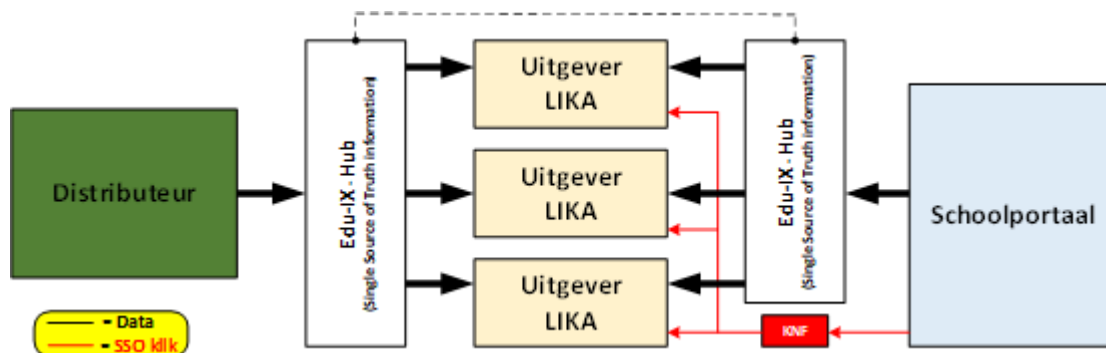 Distributeur
Edu-IX - Hub
(Single Source of Truth information)
Uitgever
LIKA
Uitgever
LIKA
Uitgever
LIKA
Edu-IX - Hub
(Single Source of Truth information)
Schoolportaal
KNF
= Data
= SSO klik